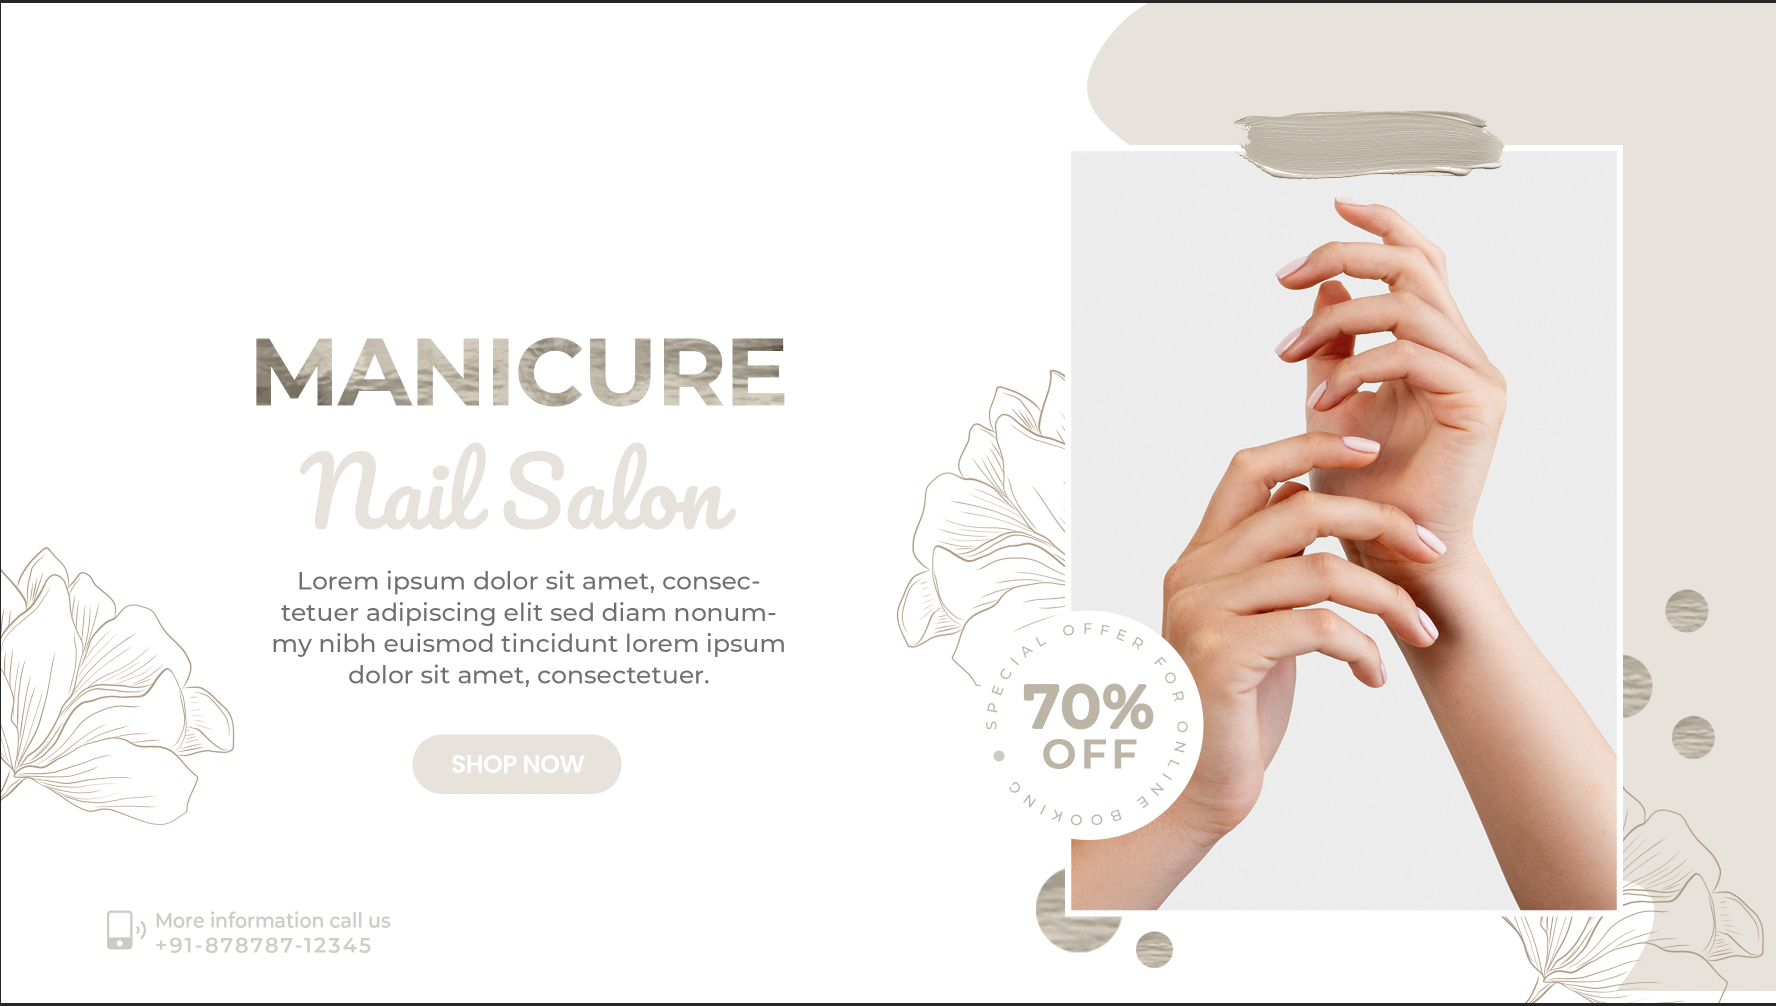 MANICURE
Nail Salon
Lorem ipsum dolor sit amet, consec-
tetuer adipiscing elit sed diam nonum-
my nibh euismod tincidunt lorem ipsum
dolor sit amet, consectetuer.
SHOP NOW
More information call us
+91-878787-12345
SPECIAL OFFER FOR ONLINE BOOKING
70%
OFF